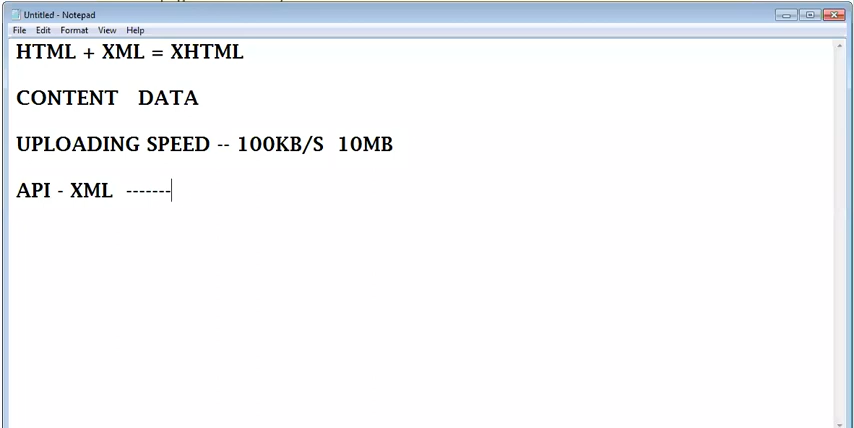 Untitled - Notepad
File Edit Format View Help
HTML + XML = XHTML
CONTENT DATA
UPLOADING SPEED -- 100KB/S 10MB
API - XML -------